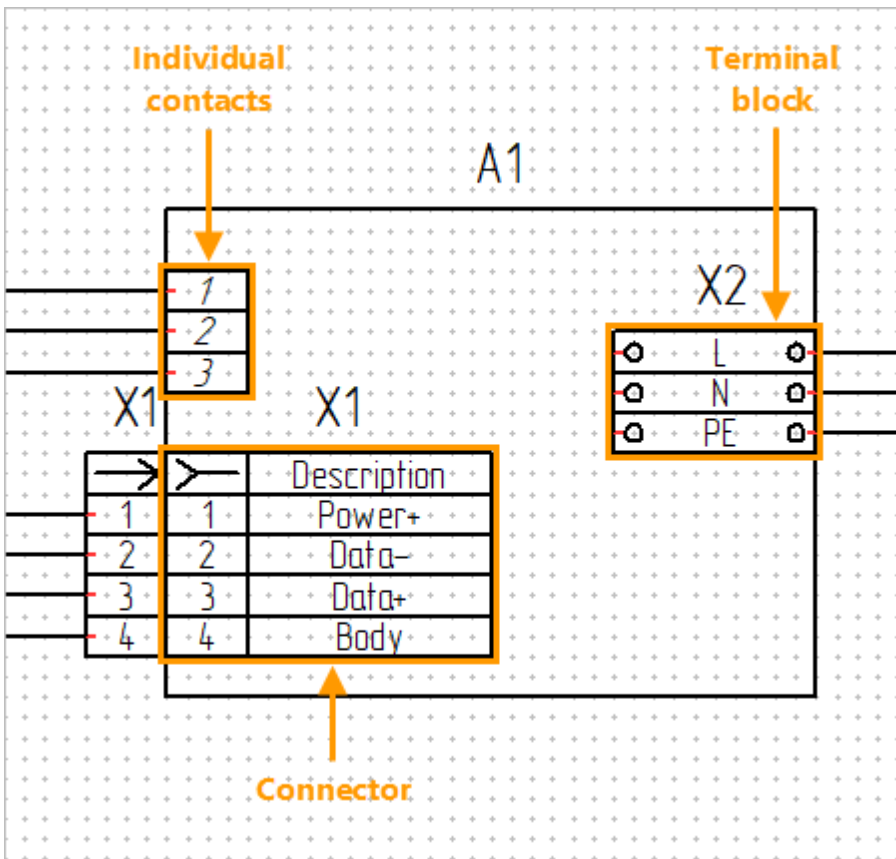 Individual contacts
Terminal block
A1
1
2
3
X2
L
N
PE
X1
X1
Description
1 1 Power+
2 2 Data-
3 3 Data+
4 4 Body
Connector